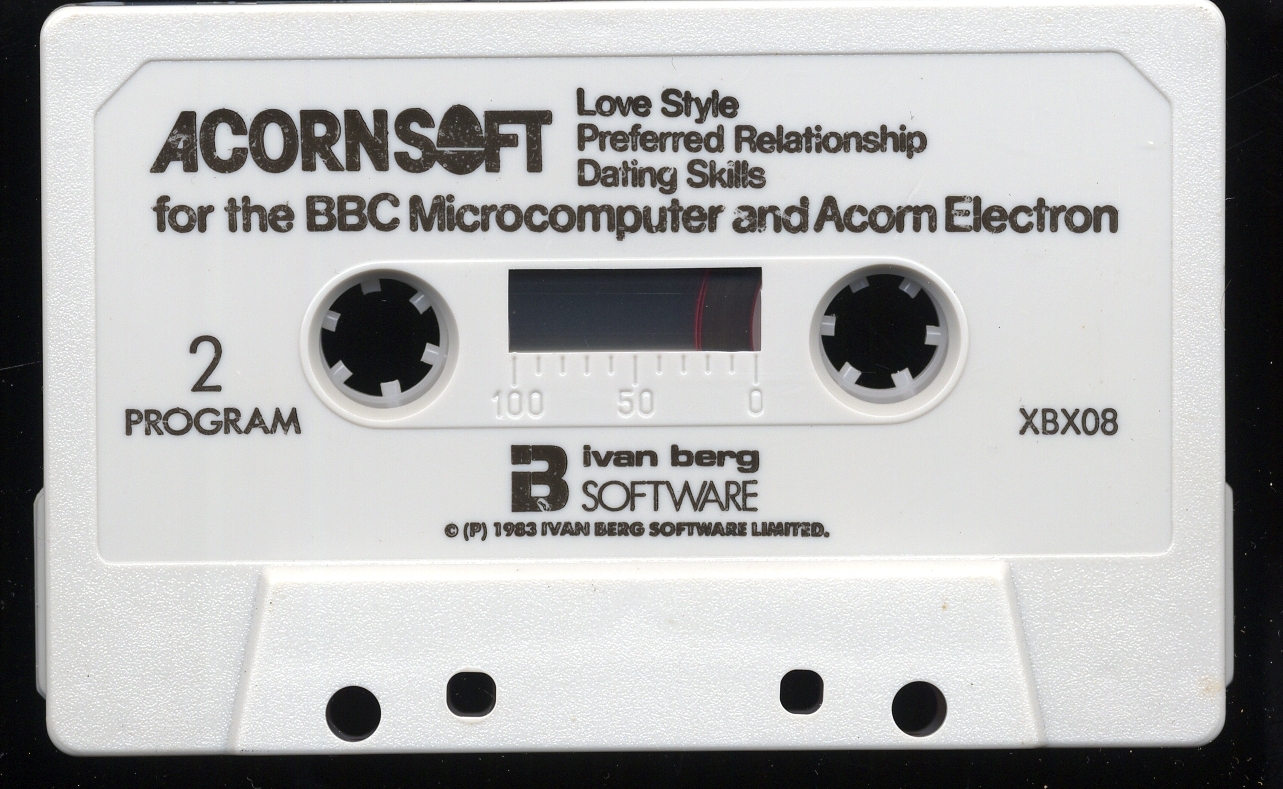 ACORNSOFT
Love Style
Preferred Relationship
Dating Skills
for the BBC Microcomputer and Acorn Electron
2
PROGRAM
100 50 0
XBX08
B ivan berg
SOFTWARE
© (P) 1983 IVAN BERG SOFTWARE LIMITED.